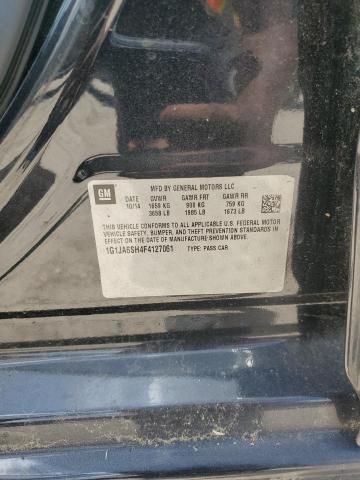 GM
MFD BY GENERAL MOTORS LLC
DATE GVWR GAWR FRT GAWR RR
10/14 1659 KG 900 KG 759 KG
3658 LB 1985 LB 1673 LB
THIS VEHICLE CONFORMS TO ALL APPLICABLE U.S. FEDERAL MOTOR
VEHICLE SAFETY, BUMPER, AND THEFT PREVENTION STANDARDS IN
EFFECT ON THE DATE OF MANUFACTURE SHOWN ABOVE.
1G1JA6SH4F4127061 TYPE: PASS CAR